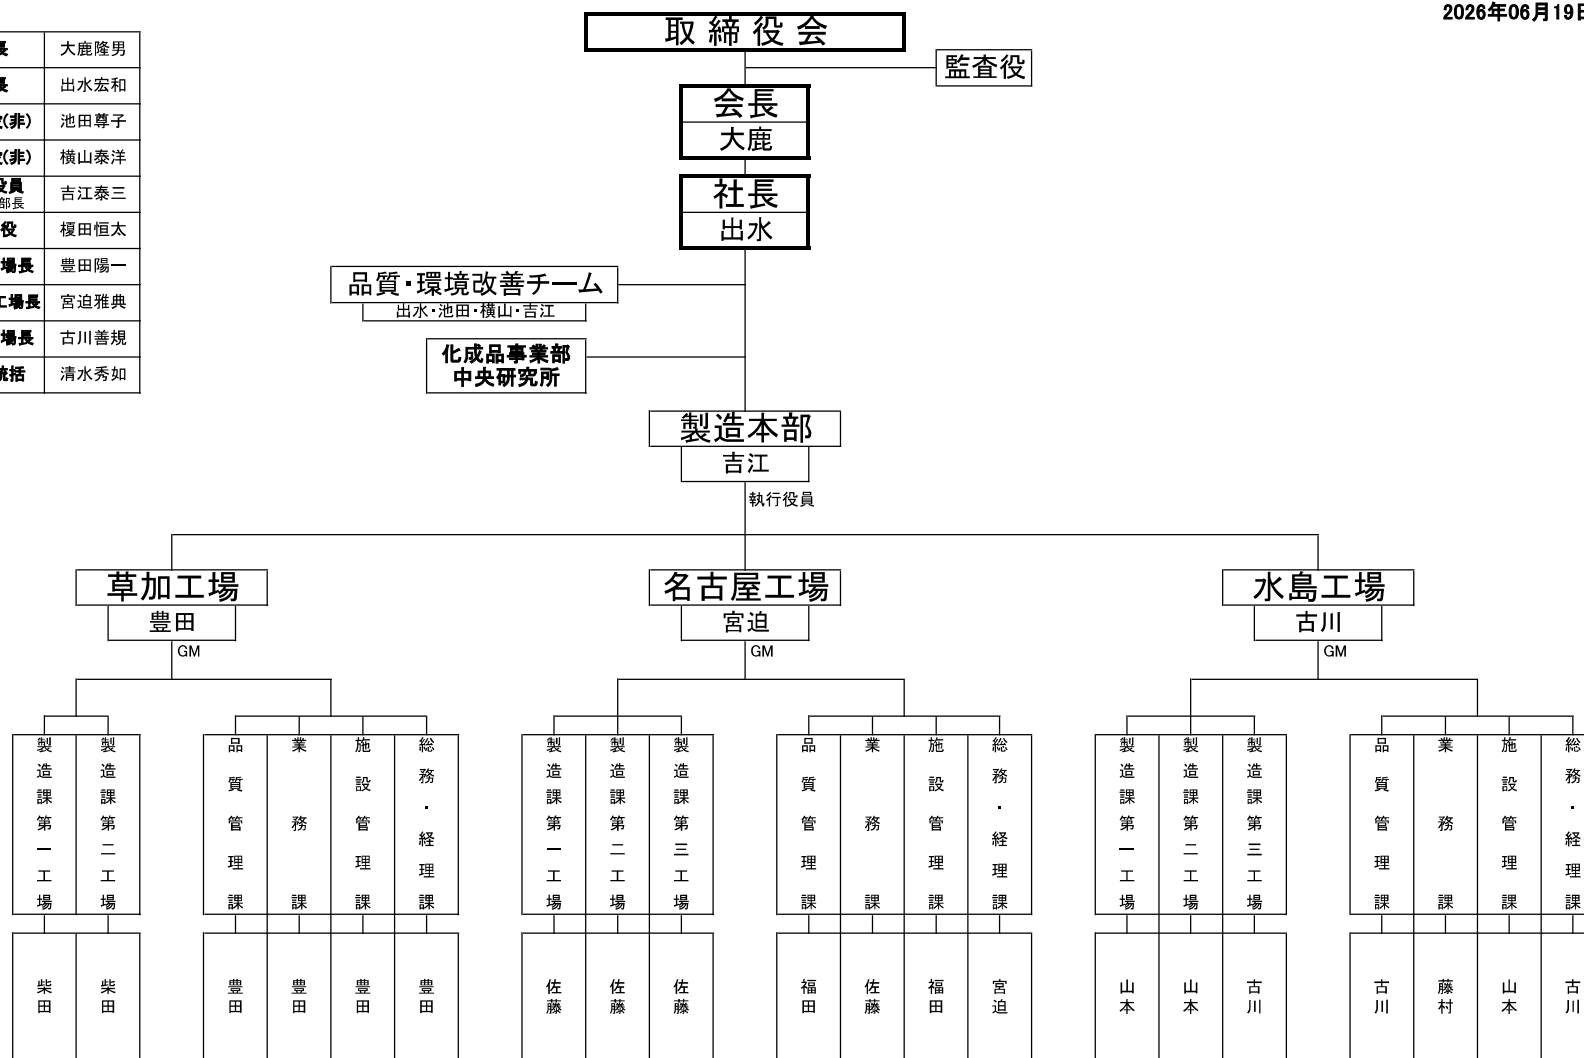 2026年06月19日
取締役会
監査役
会長
大鹿
社長
出水
長 大鹿隆男
長 出水宏和
(非) 池田尊子
(非) 横山泰洋
役員 吉江泰三
部長
役 榎田恒太
場長 豊田陽一
工場長 宮迫雅典
場長 古川善規
統括 清水秀如
品質・環境改善チーム
出水・池田・横山・吉江
化成品事業部
中央研究所
製造本部
吉江
執行役員
草加工場
豊田
GM
名古屋工場
宮迫
GM
水島工場
古川
GM
製造課第一工場
製造課第二工場
品質管理課
業務課
施設管理課
総務・経理課
製造課第一工場
製造課第二工場
製造課第三工場
品質管理課
業務課
施設管理課
総務・経理課
製造課第一工場
製造課第二工場
製造課第三工場
品質管理課
業務課
施設管理課
総務・経理課
柴田
柴田
豊田
豊田
豊田
豊田
佐藤
佐藤
佐藤
福田
佐藤
福田
宮迫
山本
山本
古川
古川
藤村
山本
古川